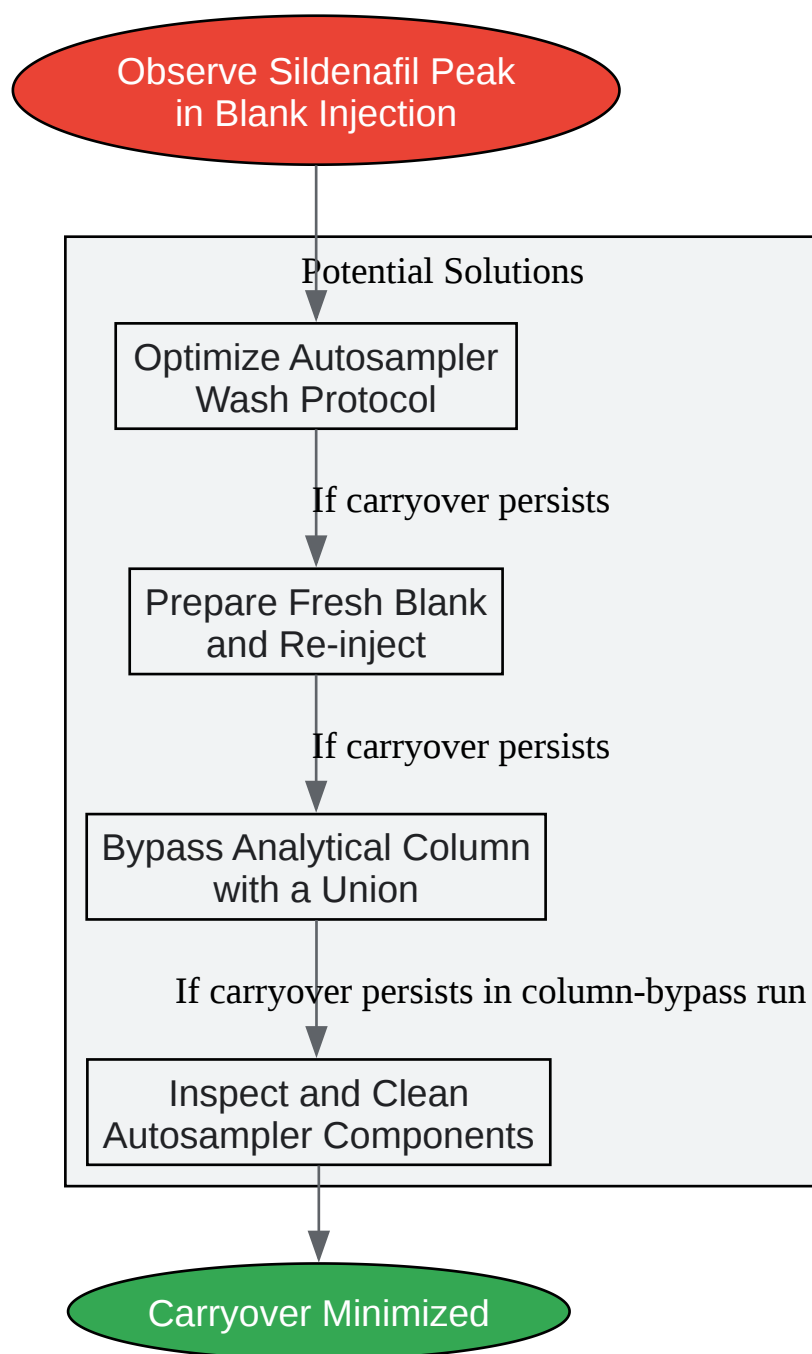 Observe Sildenafil Peak
in Blank Injection
Potential Solutions
Optimize Autosampler
Wash Protocol
If carryover persists
Prepare Fresh Blank
and Re-inject
If carryover persists
Bypass Analytical Column
with a Union
If carryover persists in column-bypass run
Inspect and Clean
Autosampler Components
Carryover Minimized